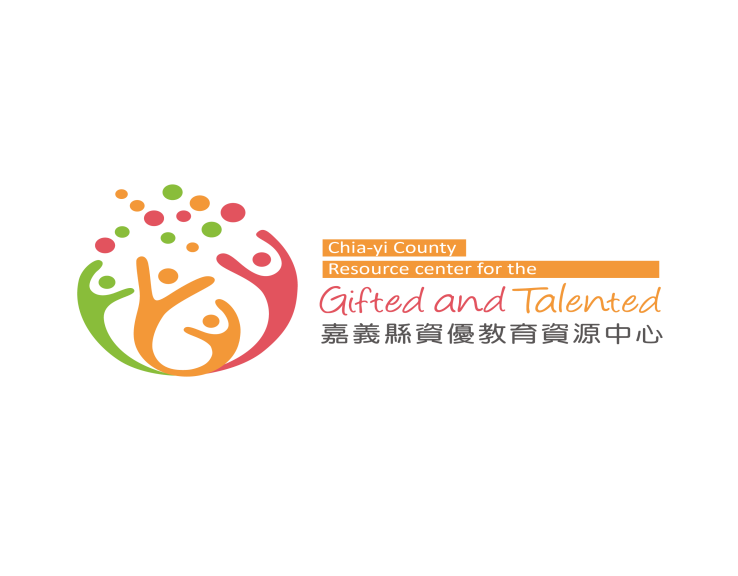 Chia-yi County
Resource center for the
Gifted and Talented
嘉義縣資優教育資源中心